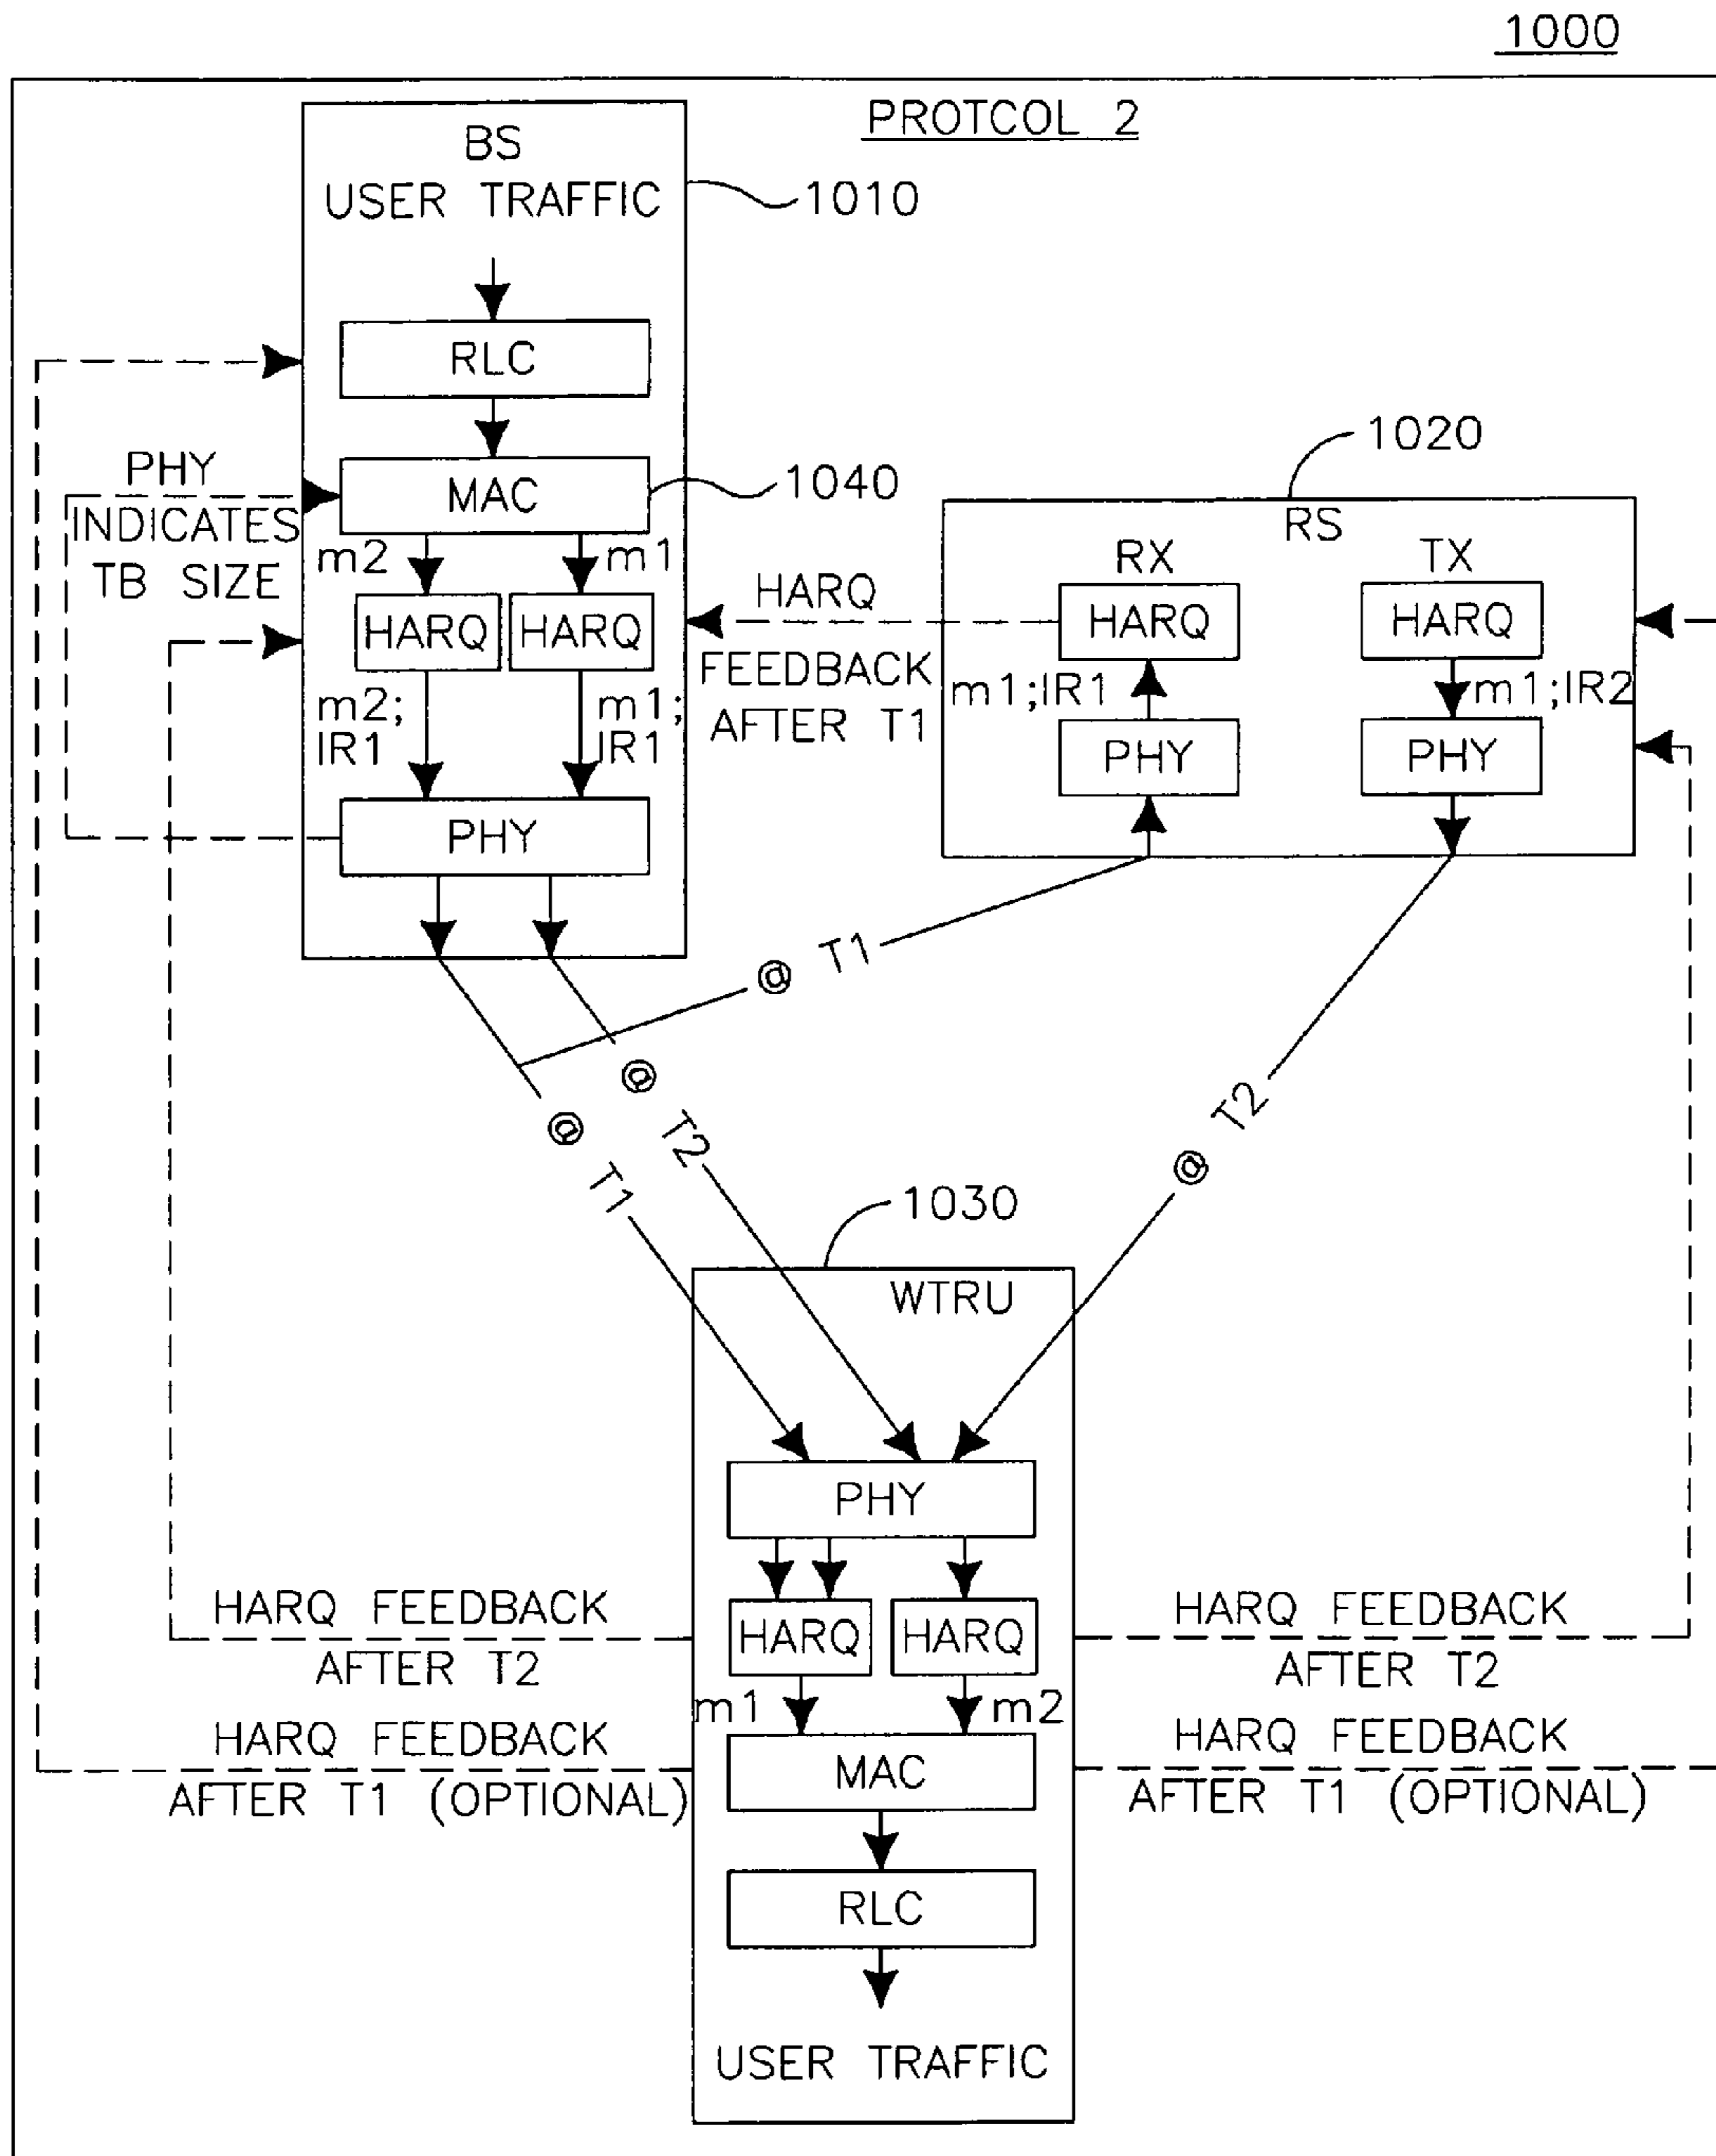 1000
PROTCOL 2
BS
USER TRAFFIC
1010
RLC
MAC
1040
PHY
INDICATES
TB SIZE
m2
m1
HARQ
HARQ
m2;
IR1
m1;
IR1
PHY
HARQ
FEEDBACK
AFTER T1
1020
RS
RX
TX
HARQ
HARQ
m1;IR1
m1;IR2
PHY
PHY
@ T1
@ T1
@ T2
@ T2
1030
WTRU
PHY
HARQ
HARQ
m1
m2
MAC
RLC
USER TRAFFIC
HARQ FEEDBACK
AFTER T2
HARQ FEEDBACK
AFTER T1 (OPTIONAL)
HARQ FEEDBACK
AFTER T2
HARQ FEEDBACK
AFTER T1 (OPTIONAL)